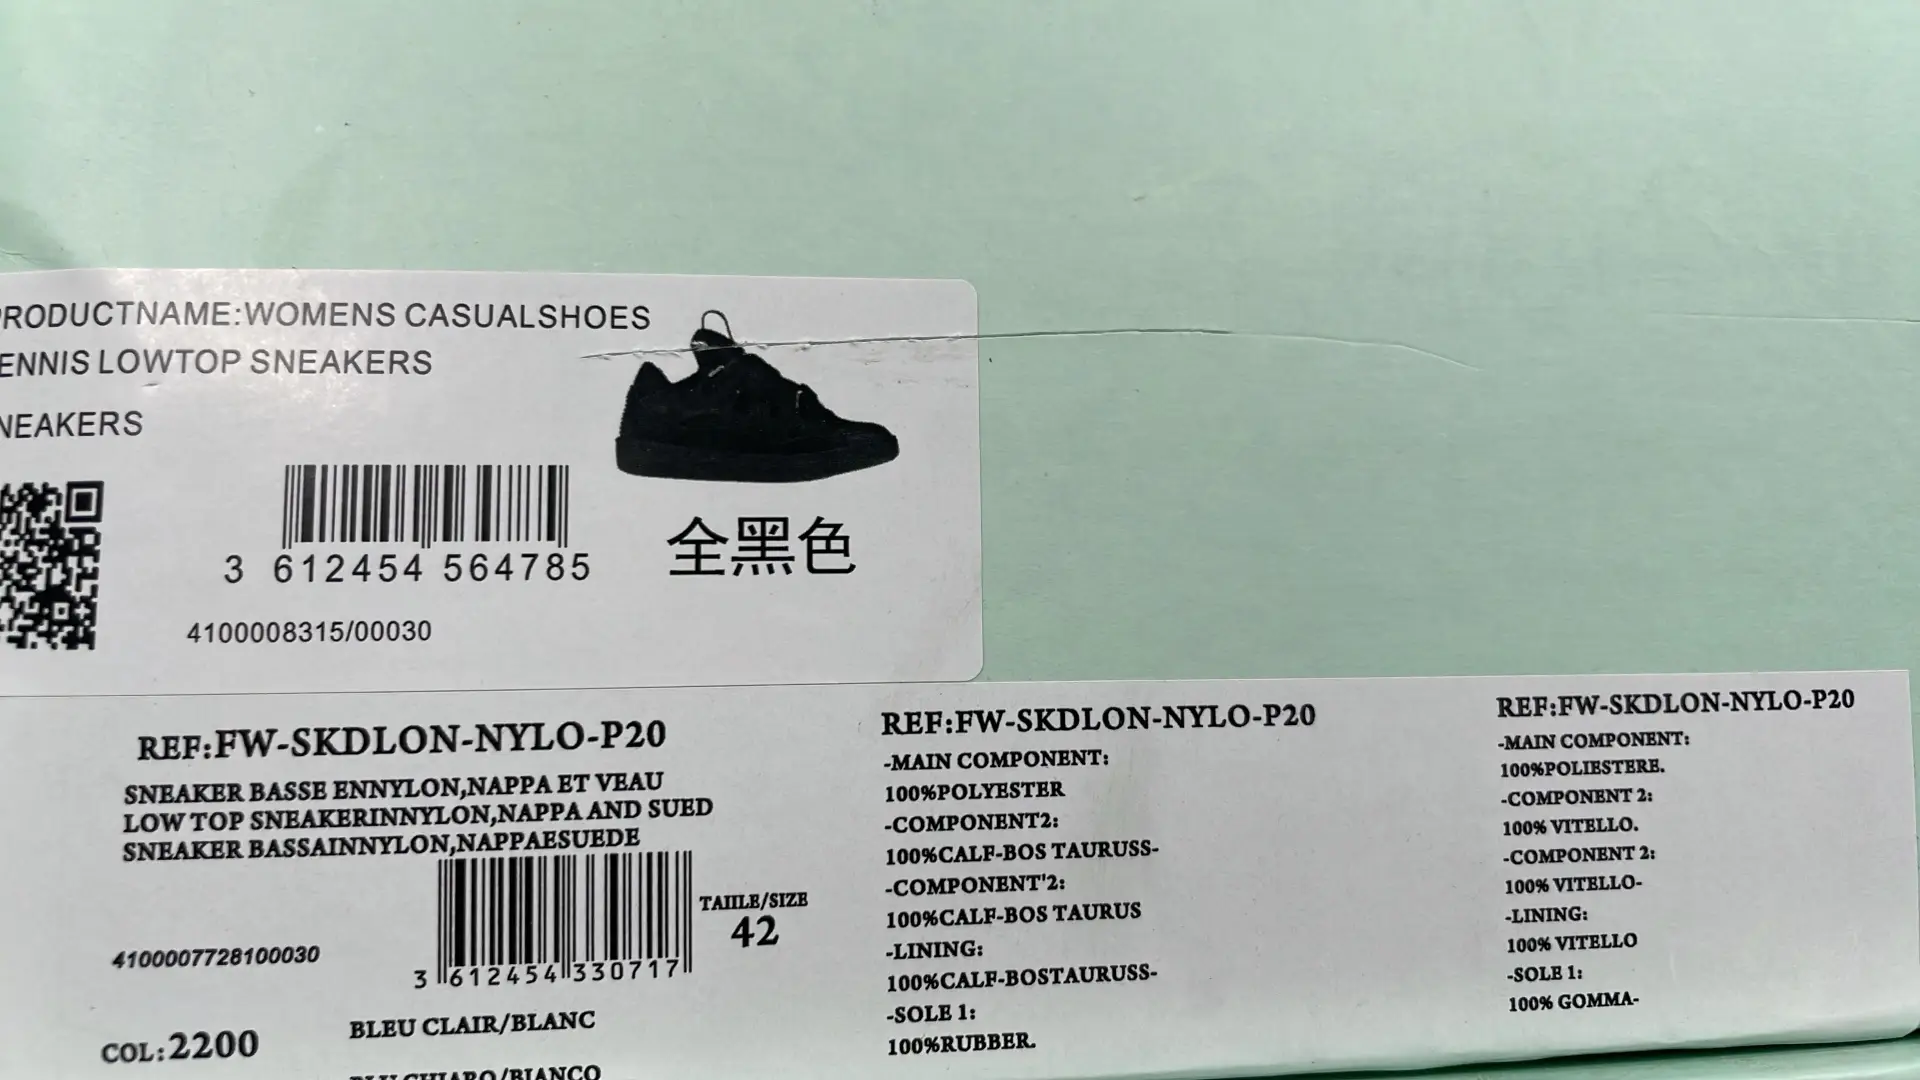 RODUCTNAME:WOMENS CASUALSHOES
ENNIS LOWTOP SNEAKERS
NEAKERS
3 612454 564785
全黑色
4100008315/00030
REF:FW-SKDLON-NYLO-P20
SNEAKER BASSE ENNYLON,NAPPA ET VEAU
LOW TOP SNEAKERINNYLON,NAPPA AND SUED
SNEAKER BASSAINNYLON,NAPPAESUEDE
TAIILE/SIZE
42
4100007728100030
3 612454 330717
COL:2200
BLEU CLAIR/BLANC
BLU CHIARO/BIANCO
REF:FW-SKDLON-NYLO-P20
-MAIN COMPONENT:
100%POLYESTER
-COMPONENT2:
100%CALF-BOS TAURUSS-
-COMPONENT'2:
100%CALF-BOS TAURUS
-LINING:
100%CALF-BOSTAURUSS-
-SOLE 1:
100%RUBBER.
REF:FW-SKDLON-NYLO-P20
-MAIN COMPONENT:
100%POLIESTERE.
-COMPONENT 2:
100% VITELLO.
-COMPONENT 2:
100% VITELLO-
-LINING:
100% VITELLO
-SOLE 1:
100% GOMMA-